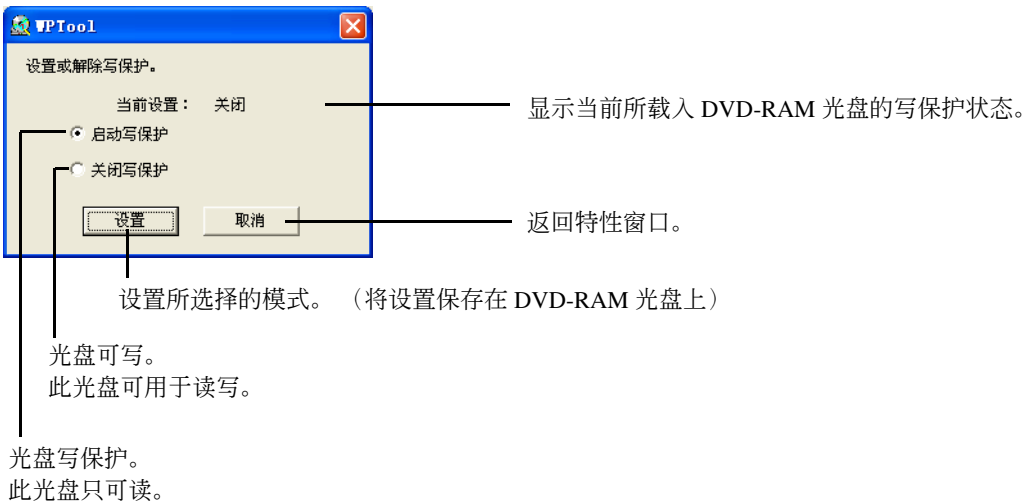 WPTool
设置或解除写保护。
当前设置： 关闭
显示当前所载入 DVD-RAM 光盘的写保护状态。
启动写保护
关闭写保护
设置 取消
返回特性窗口。
设置所选择的模式。 （将设置保存在 DVD-RAM 光盘上）
光盘可写。
此光盘可用于读写。
光盘写保护。
此光盘只可读。